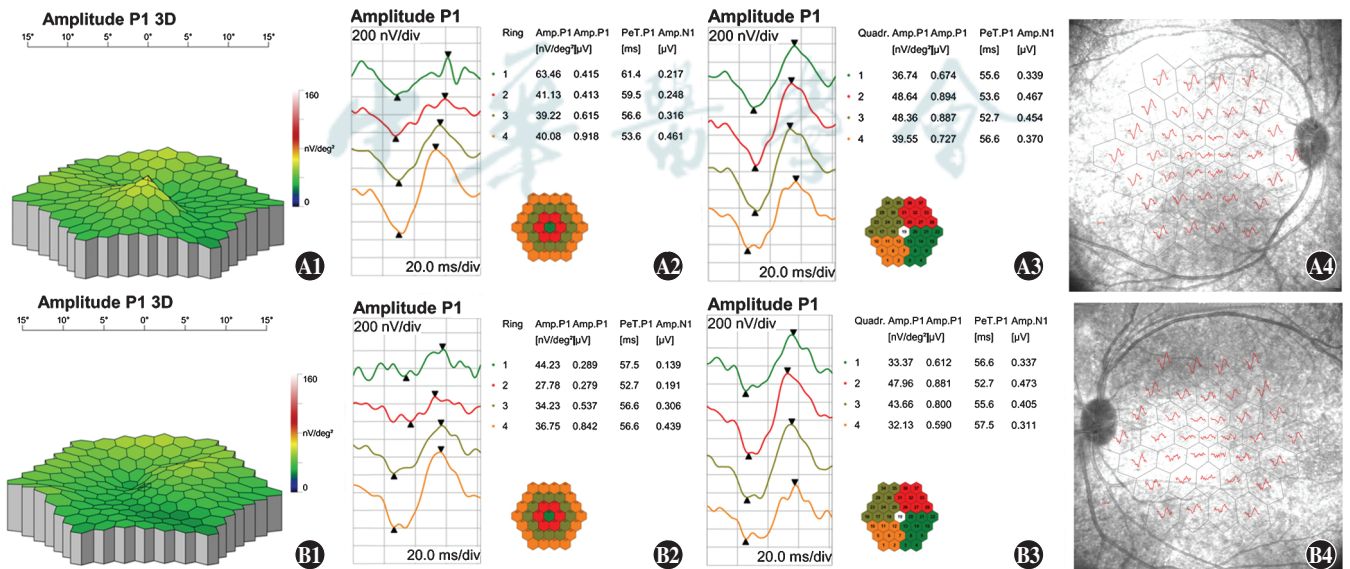 Amplitude P1 3D
15° 10° 5° 0° 5° 10° 15°
160
nV/deg²
0
A1
Amplitude P1
200 nV/div
20.0 ms/div
Ring Amp.P1 Amp.P1 PeT.P1 Amp.N1
[nV/deg²] [µV] [ms] [µV]
1 63.46 0.415 61.4 0.217
2 41.13 0.413 59.5 0.248
3 39.22 0.615 56.6 0.316
4 40.08 0.918 53.6 0.461
A2
Amplitude P1
200 nV/div
20.0 ms/div
Quadr. Amp.P1 Amp.P1 PeT.P1 Amp.N1
[nV/deg²] [µV] [ms] [µV]
1 36.74 0.674 55.6 0.339
2 48.64 0.894 53.6 0.467
3 48.36 0.887 52.7 0.454
4 39.55 0.727 56.6 0.370
A3
A4
中華醫學會
Amplitude P1 3D
15° 10° 5° 0° 5° 10° 15°
160
nV/deg²
0
B1
Amplitude P1
200 nV/div
20.0 ms/div
Ring Amp.P1 Amp.P1 PeT.P1 Amp.N1
[nV/deg²] [µV] [ms] [µV]
1 44.23 0.289 57.5 0.139
2 27.78 0.279 52.7 0.191
3 34.23 0.537 56.6 0.306
4 36.75 0.842 56.6 0.439
B2
Amplitude P1
200 nV/div
20.0 ms/div
Quadr. Amp.P1 Amp.P1 PeT.P1 Amp.N1
[nV/deg²] [µV] [ms] [µV]
1 33.37 0.612 56.6 0.337
2 47.96 0.881 52.7 0.473
3 43.66 0.800 55.6 0.405
4 32.13 0.590 57.5 0.311
B3
B4